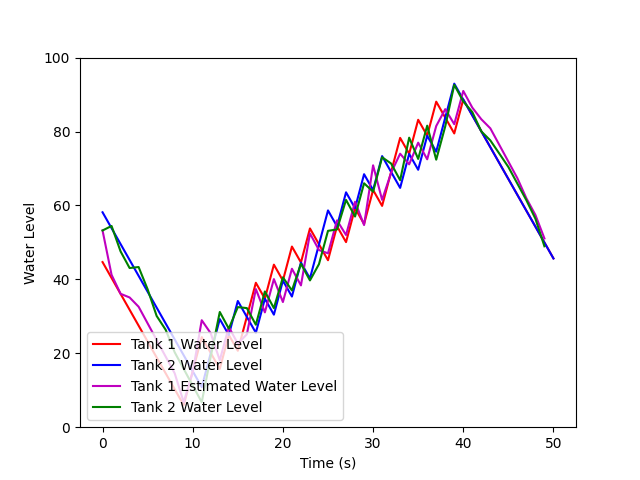 100
80
60
40
20
0
Water Level
Tank 1 Water Level
Tank 2 Water Level
Tank 1 Estimated Water Level
Tank 2 Water Level
0 10 20 30 40 50
Time (s)